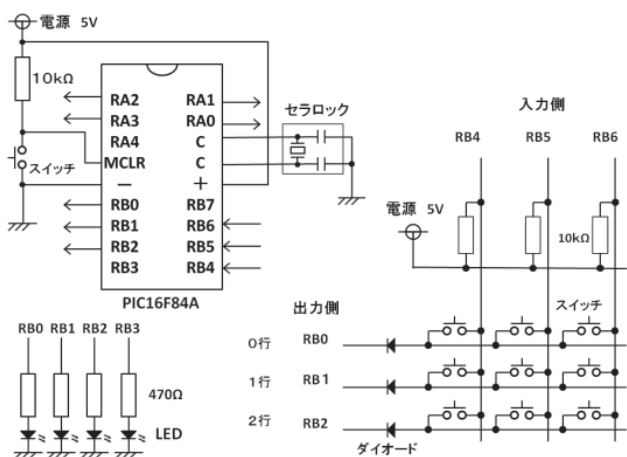 電源 5V
10kΩ
スイッチ
RA2
RA3
RA4
MCLR
−
RB0
RB1
RB2
RB3
RA1
RA0
C
C
+
RB7
RB6
RB5
RB4
PIC16F84A
セラロック
入力側
RB4 RB5 RB6
電源 5V
10kΩ
出力側
スイッチ
0行 RB0
1行 RB1
2行 RB2
ダイオード
RB0 RB1 RB2 RB3
470Ω
LED